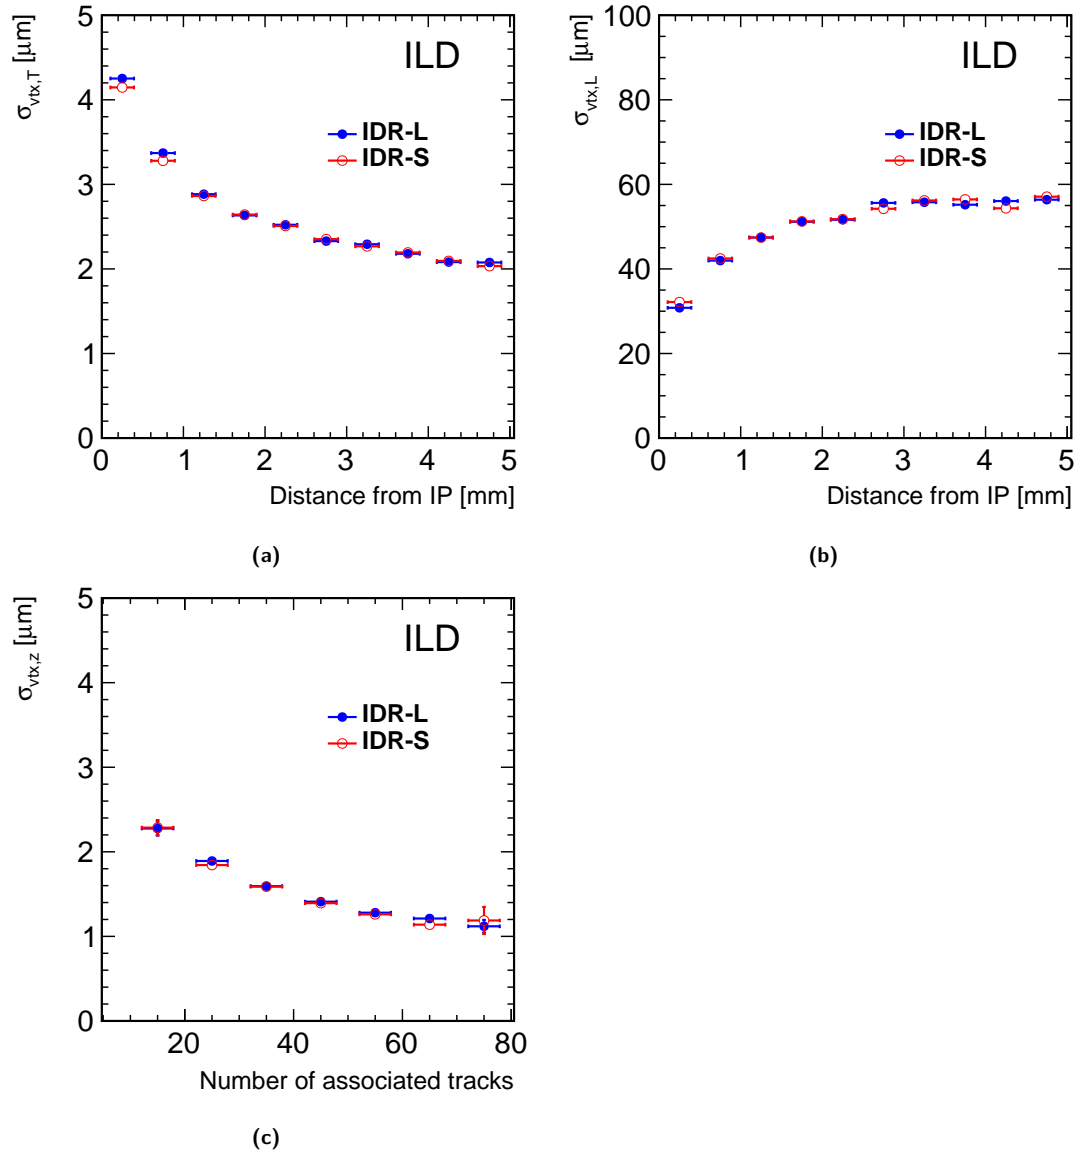 σvtx,T [μm]
5
4
3
2
1
0
0 1 2 3 4 5
Distance from IP [mm]
ILD
IDR-L
IDR-S
(a)
σvtx,L [μm]
100
80
60
40
20
0
0 1 2 3 4 5
Distance from IP [mm]
ILD
IDR-L
IDR-S
(b)
σvtx,z [μm]
5
4
3
2
1
0
20 40 60 80
Number of associated tracks
ILD
IDR-L
IDR-S
(c)